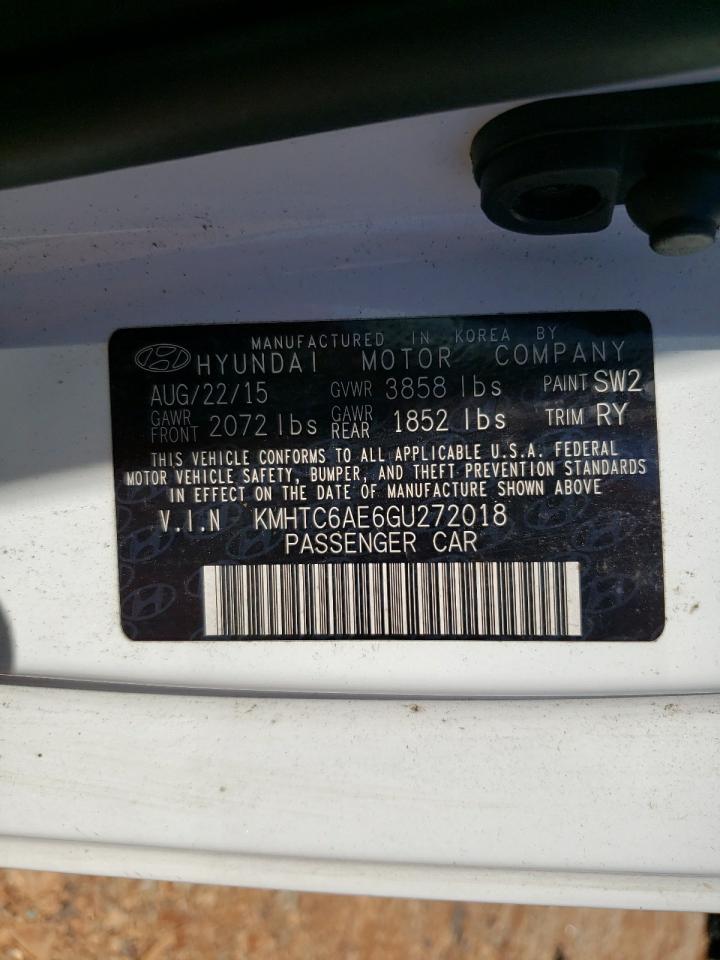 MANUFACTURED IN KOREA BY
HYUNDAI MOTOR COMPANY
AUG/22/15 GVWR 3858 lbs PAINT SW2
GAWR FRONT 2072 lbs GAWR REAR 1852 lbs TRIM RY
THIS VEHICLE CONFORMS TO ALL APPLICABLE U.S.A. FEDERAL
MOTOR VEHICLE SAFETY, BUMPER, AND THEFT PREVENTION STANDARDS
IN EFFECT ON THE DATE OF MANUFACTURE SHOWN ABOVE
V.I.N KMHTC6AE6GU272018
PASSENGER CAR